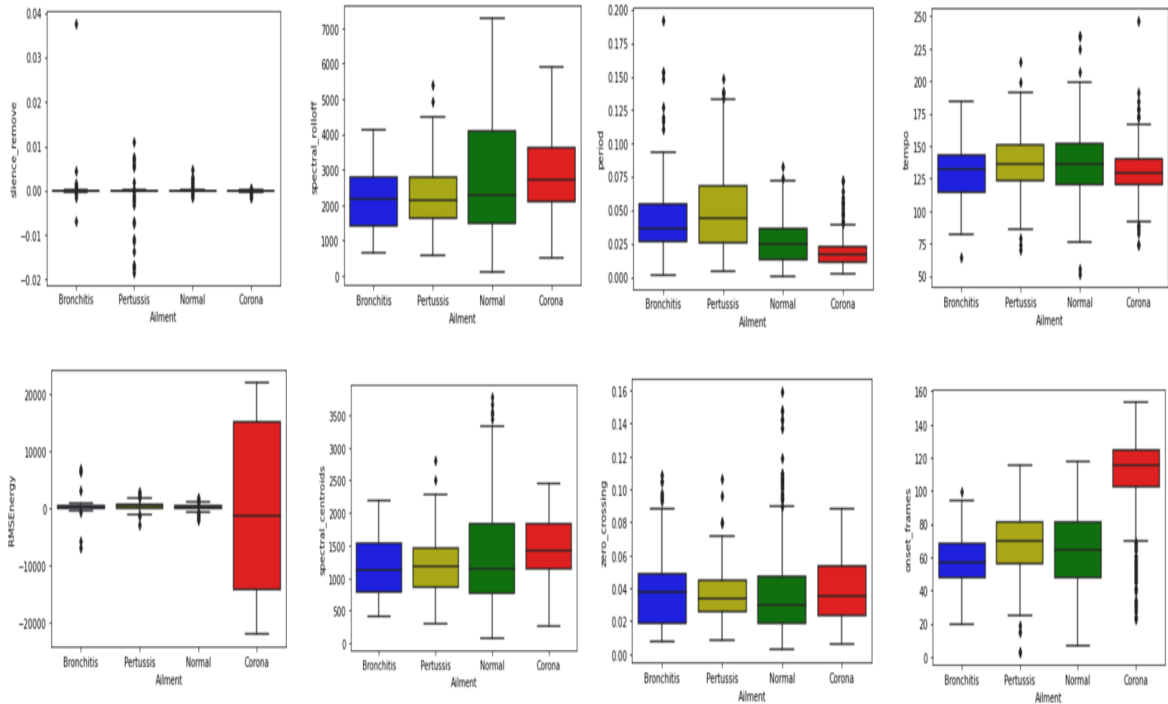 slience_remove
0.04
0.03
0.02
0.01
0.00
−0.01
−0.02
Bronchitis Pertussis Normal Corona
Ailment
spectral_rolloff
7000
6000
5000
4000
3000
2000
1000
0
Bronchitis Pertussis Normal Corona
Ailment
period
0.200
0.175
0.150
0.125
0.100
0.075
0.050
0.025
0.000
Bronchitis Pertussis Normal Corona
Ailment
tempo
250
225
200
175
150
125
100
75
50
Bronchitis Pertussis Normal Corona
Ailment
RMSEnergy
20000
10000
0
−10000
−20000
Bronchitis Pertussis Normal Corona
Ailment
spectral_centroids
3500
3000
2500
2000
1500
1000
500
0
Bronchitis Pertussis Normal Corona
Ailment
zero_crossing
0.16
0.14
0.12
0.10
0.08
0.06
0.04
0.02
0.00
Bronchitis Pertussis Normal Corona
Ailment
onset_frames
160
140
120
100
80
60
40
20
0
Bronchitis Pertussis Normal Corona
Ailment